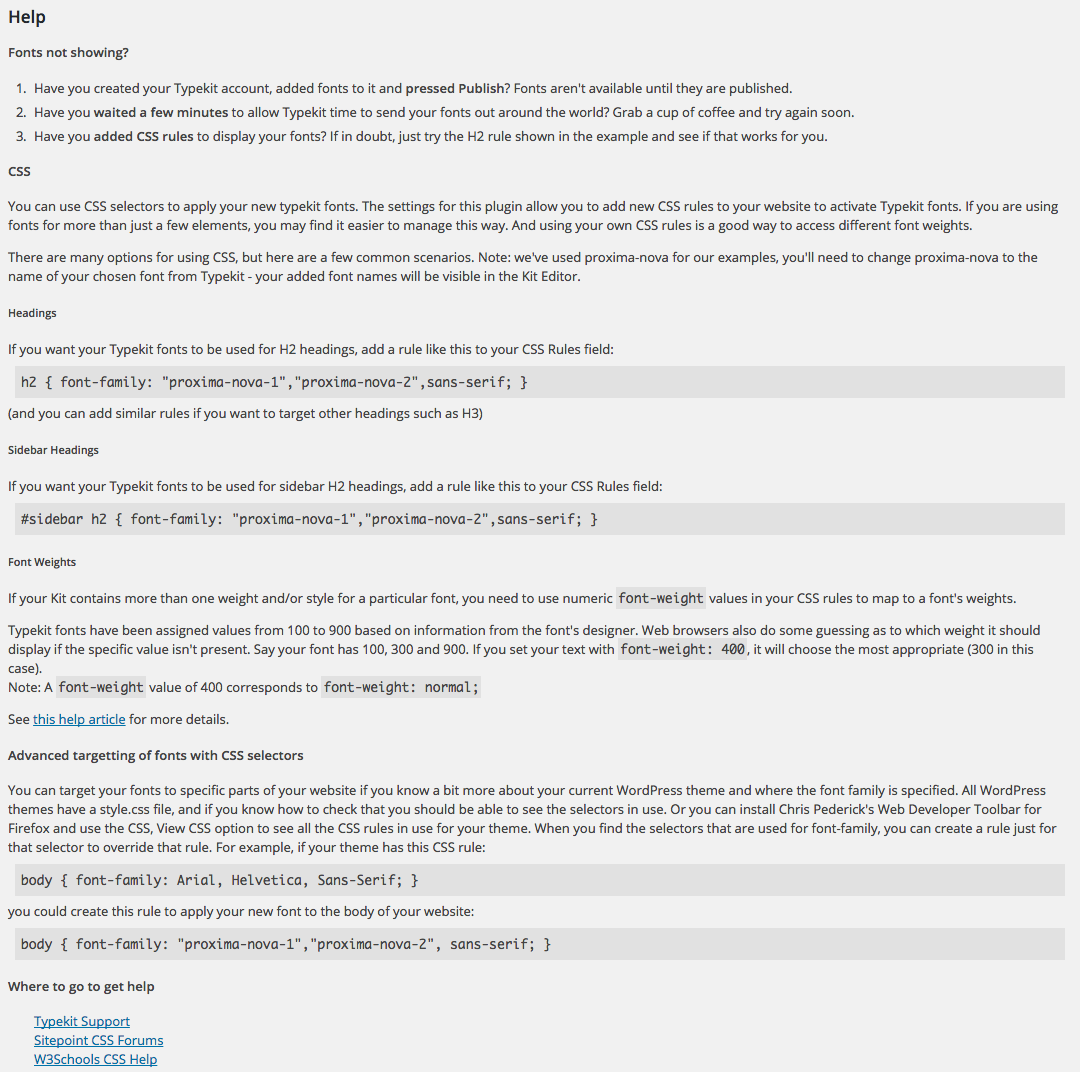 Help
Fonts not showing?
1. Have you created your Typekit account, added fonts to it and pressed Publish? Fonts aren't available until they are published.
2. Have you waited a few minutes to allow Typekit time to send your fonts out around the world? Grab a cup of coffee and try again soon.
3. Have you added CSS rules to display your fonts? If in doubt, just try the H2 rule shown in the example and see if that works for you.
CSS
You can use CSS selectors to apply your new typekit fonts. The settings for this plugin allow you to add new CSS rules to your website to activate Typekit fonts. If you are using
fonts for more than just a few elements, you may find it easier to manage this way. And using your own CSS rules is a good way to access different font weights.
There are many options for using CSS, but here are a few common scenarios. Note: we've used proxima-nova for our examples, you'll need to change proxima-nova to the
name of your chosen font from Typekit - your added font names will be visible in the Kit Editor.
Headings
If you want your Typekit fonts to be used for H2 headings, add a rule like this to your CSS Rules field:
h2 { font-family: "proxima-nova-1","proxima-nova-2",sans-serif; }
(and you can add similar rules if you want to target other headings such as H3)
Sidebar Headings
If you want your Typekit fonts to be used for sidebar H2 headings, add a rule like this to your CSS Rules field:
#sidebar h2 { font-family: "proxima-nova-1","proxima-nova-2",sans-serif; }
Font Weights
If your Kit contains more than one weight and/or style for a particular font, you need to use numeric font-weight values in your CSS rules to map to a font's weights.
Typekit fonts have been assigned values from 100 to 900 based on information from the font's designer. Web browsers also do some guessing as to which weight it should
display if the specific value isn't present. Say your font has 100, 300 and 900. If you set your text with font-weight: 400, it will choose the most appropriate (300 in this
case).
Note: A font-weight value of 400 corresponds to font-weight: normal;
See this help article for more details.
Advanced targetting of fonts with CSS selectors
You can target your fonts to specific parts of your website if you know a bit more about your current WordPress theme and where the font family is specified. All WordPress
themes have a style.css file, and if you know how to check that you should be able to see the selectors in use. Or you can install Chris Pederick's Web Developer Toolbar for
Firefox and use the CSS, View CSS option to see all the CSS rules in use for your theme. When you find the selectors that are used for font-family, you can create a rule just for
that selector to override that rule. For example, if your theme has this CSS rule:
body { font-family: Arial, Helvetica, Sans-Serif; }
you could create this rule to apply your new font to the body of your website:
body { font-family: "proxima-nova-1","proxima-nova-2", sans-serif; }
Where to go to get help
Typekit Support
Sitepoint CSS Forums
W3Schools CSS Help